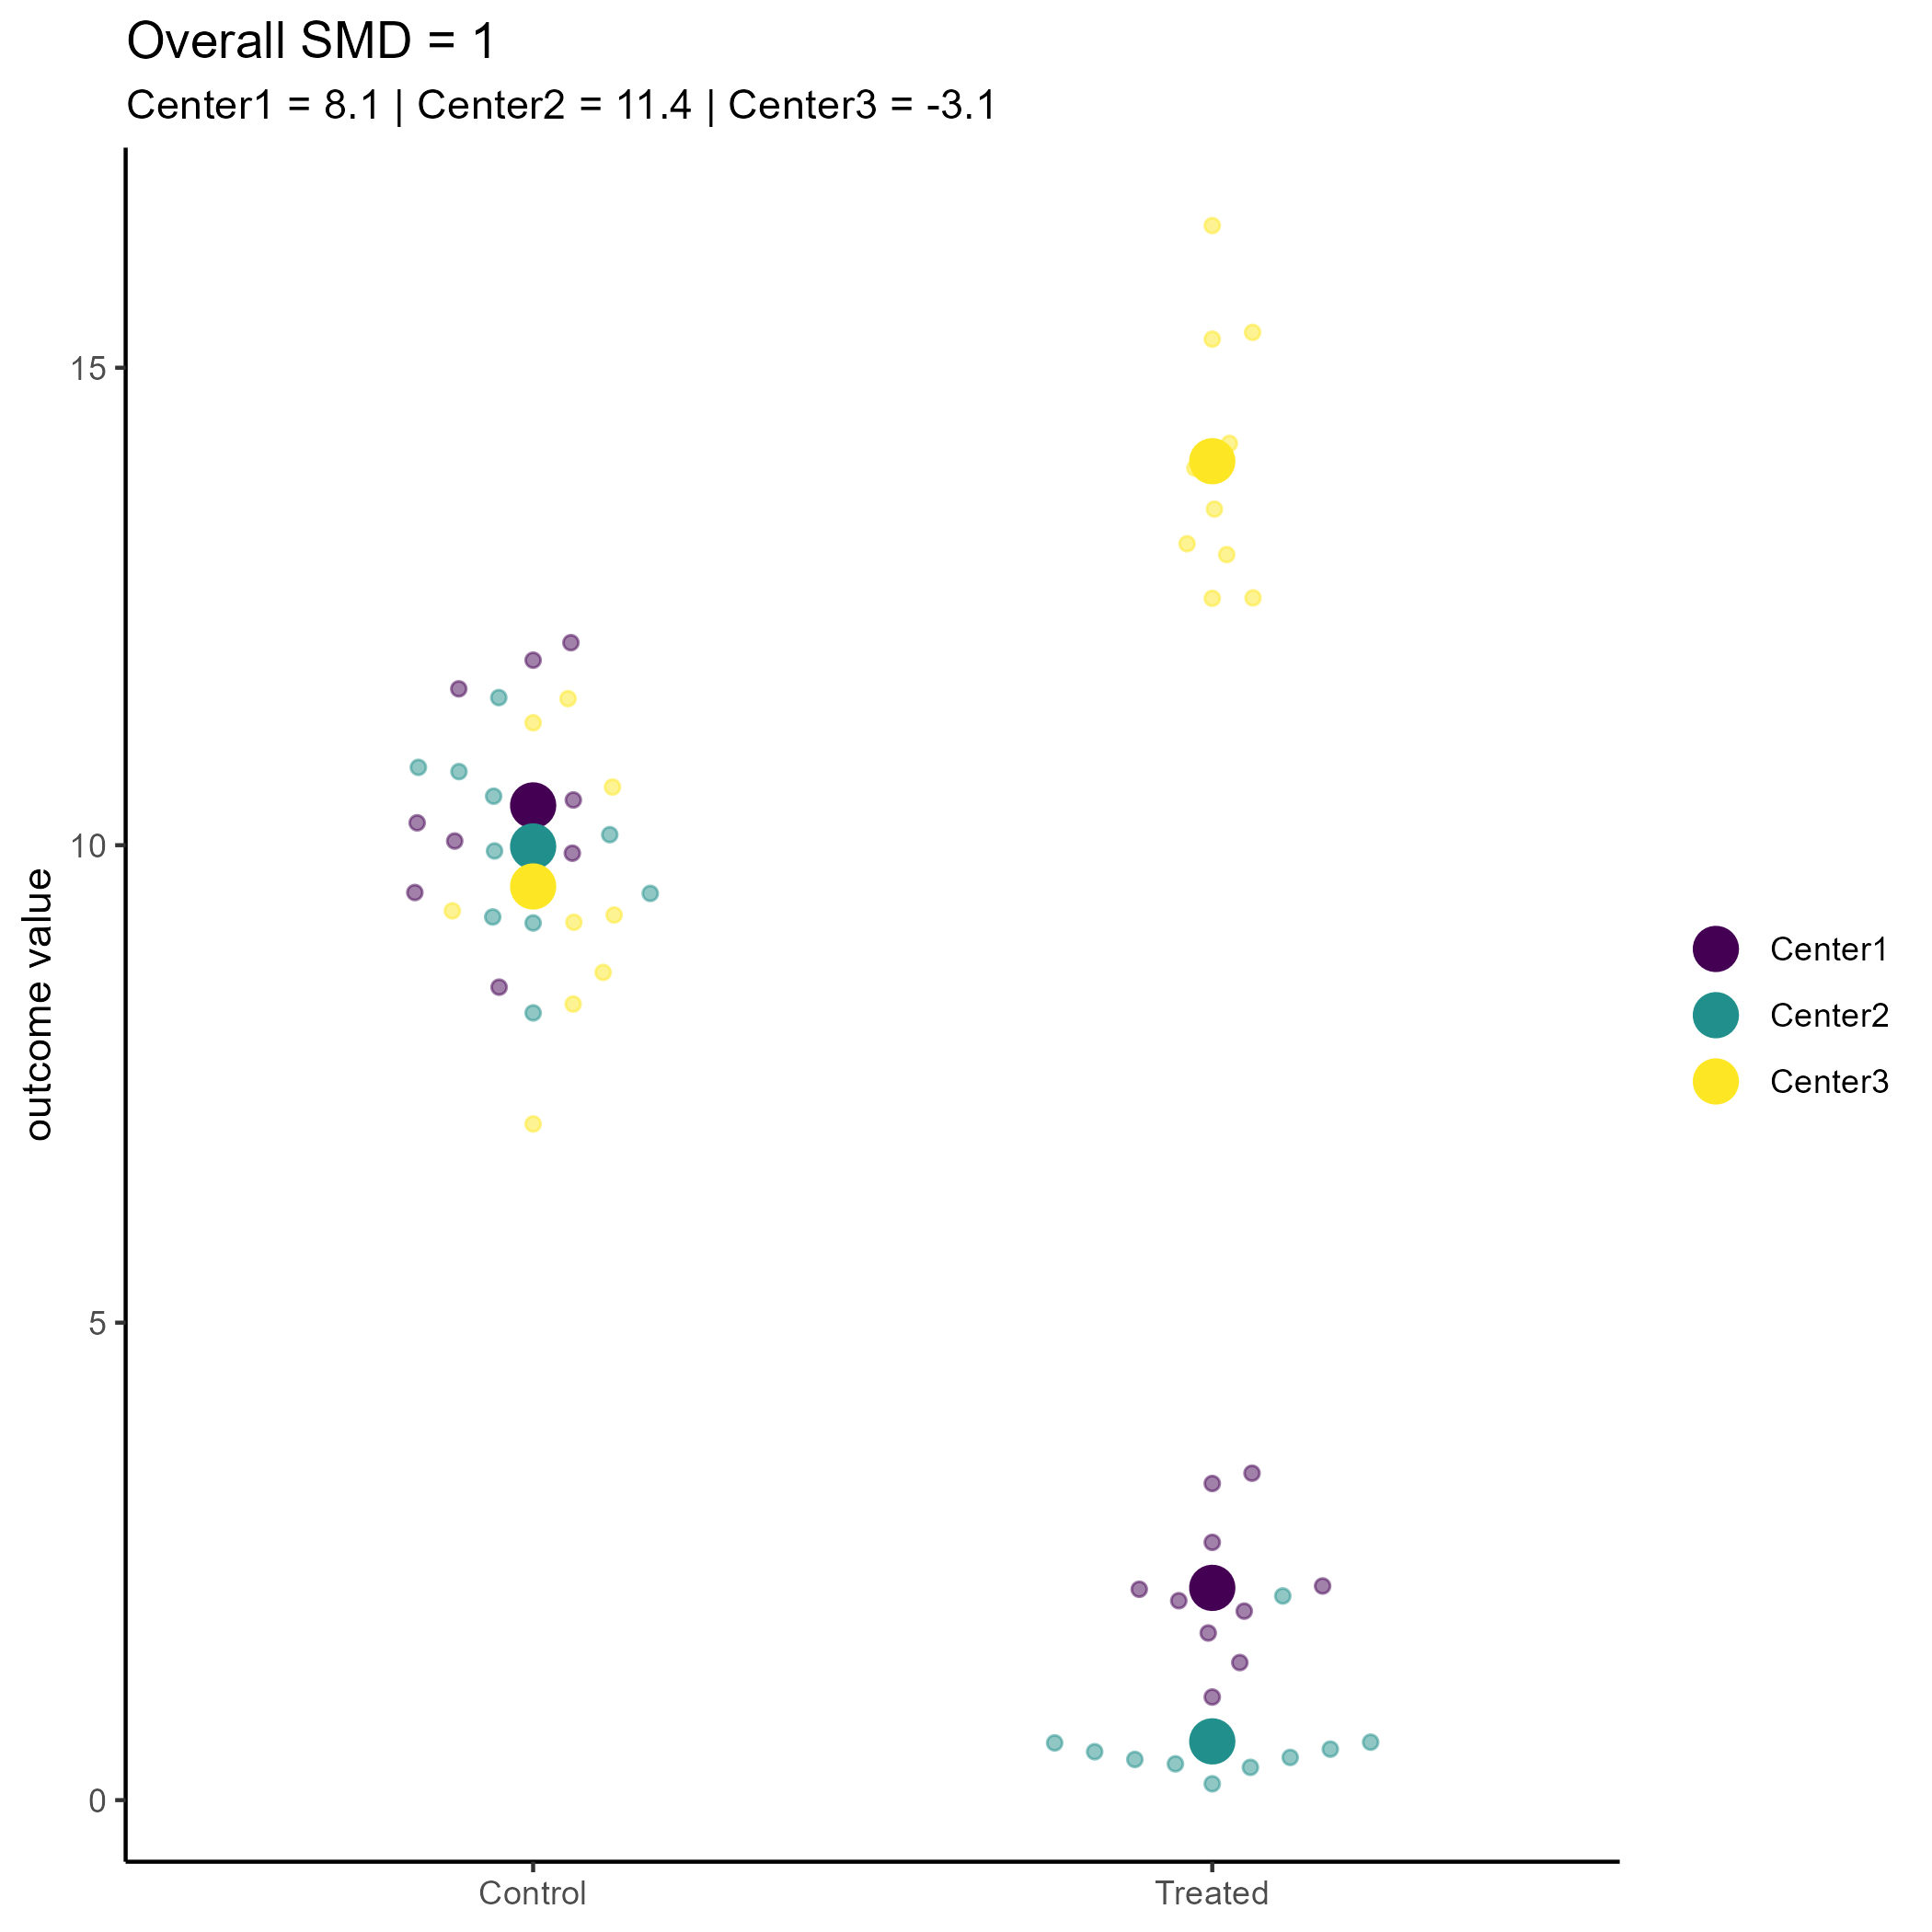 Overall SMD = 1
Center1 = 8.1 | Center2 = 11.4 | Center3 = -3.1
15
10
5
0
outcome value
Control
Treated
Center1
Center2
Center3